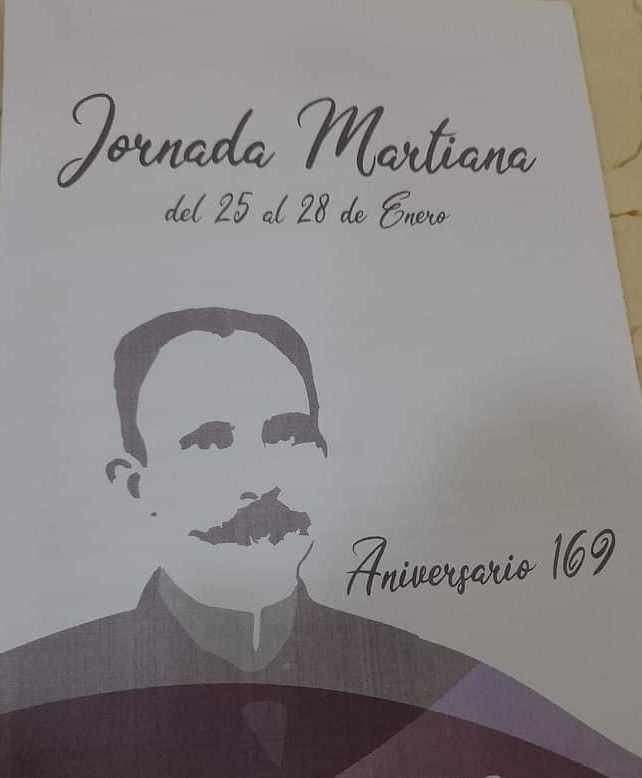 Jornada Martiana
del 25 al 28 de Enero
Aniversario 169